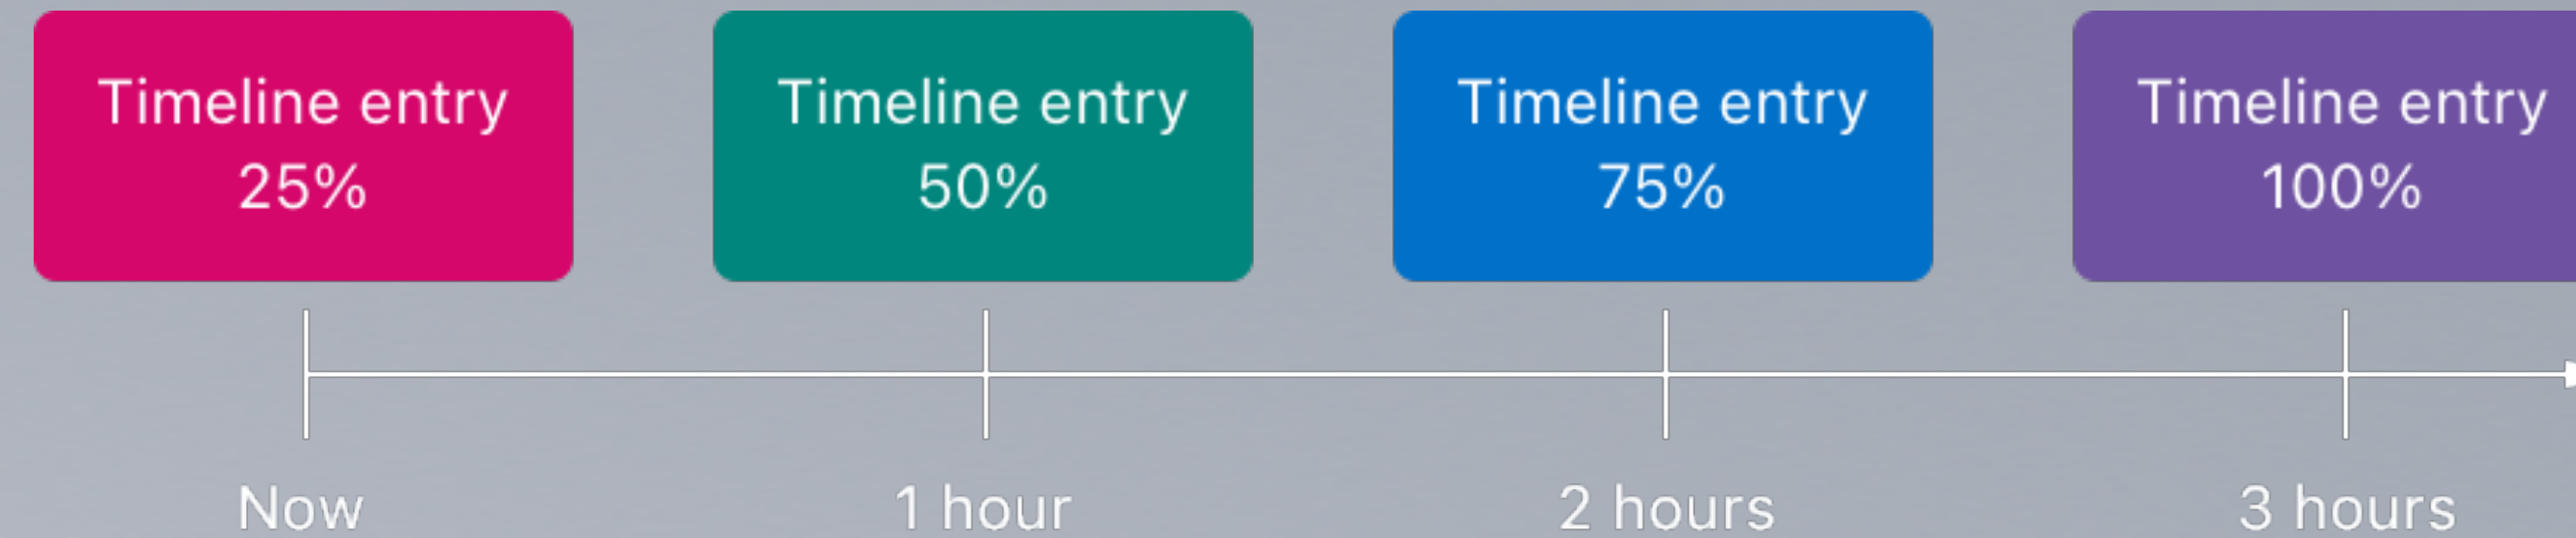 Timeline entry
25%
Timeline entry
50%
Timeline entry
75%
Timeline entry
100%
Now
1 hour
2 hours
3 hours